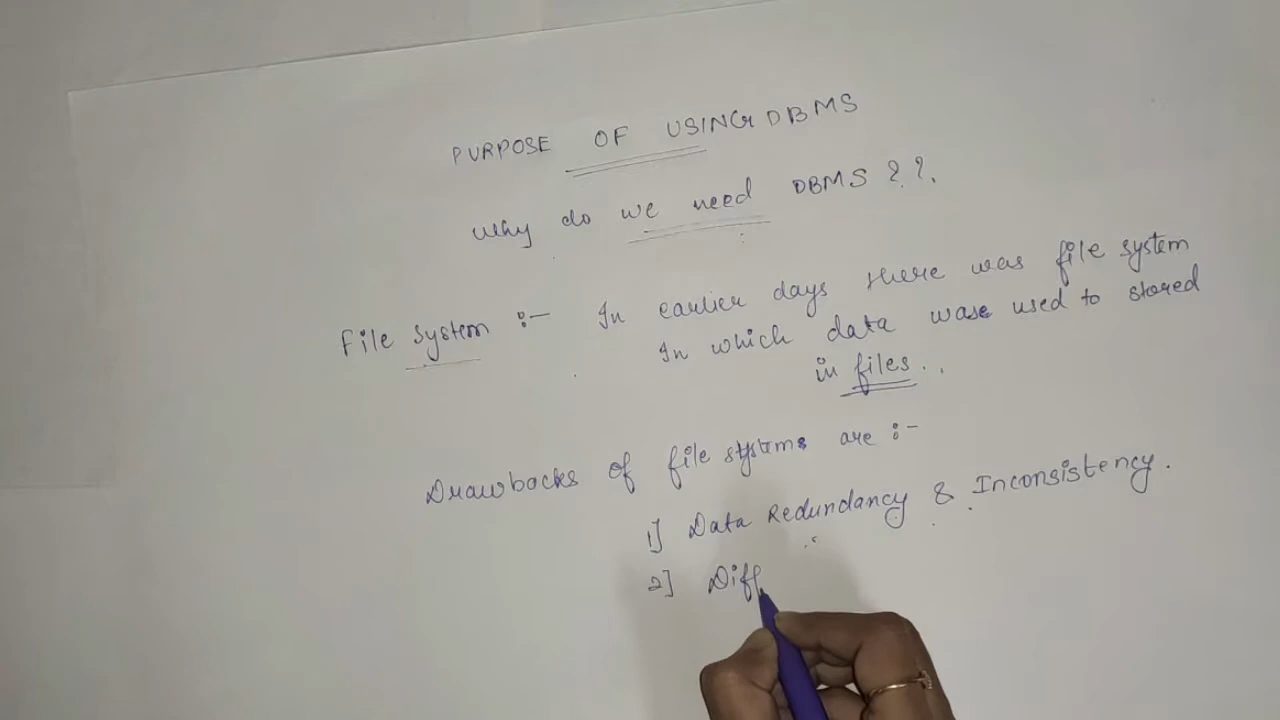 PURPOSE OF USING DBMS
Why do we need DBMS ??.
File System :- In earlier days there was file system
In which data wase used to stored
in files..
Drawbacks of file systems are :-
1] Data Redundancy & Inconsistency.
2] Diff